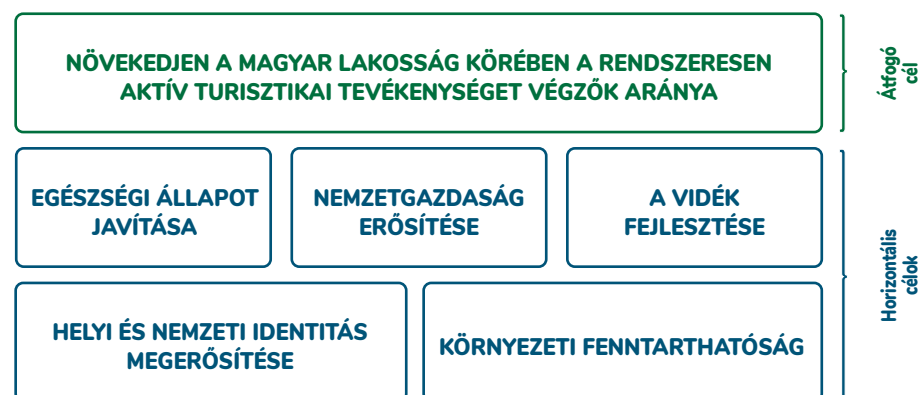 NÖVEKEDJEN A MAGYAR LAKOSSÁG KÖRÉBEN A RENDSZERESEN
AKTÍV TURISZTIKAI TEVÉKENYSÉGET VÉGZŐK ARÁNYA
Átfogó
cél
EGÉSZSÉGI ÁLLAPOT
JAVÍTÁSA
NEMZETGAZDASÁG
ERŐSÍTÉSE
A VIDÉK
FEJLESZTÉSE
HELYI ÉS NEMZETI IDENTITÁS
MEGERŐSÍTÉSE
KÖRNYEZETI FENNTARTHATÓSÁG
Horizontális
célok